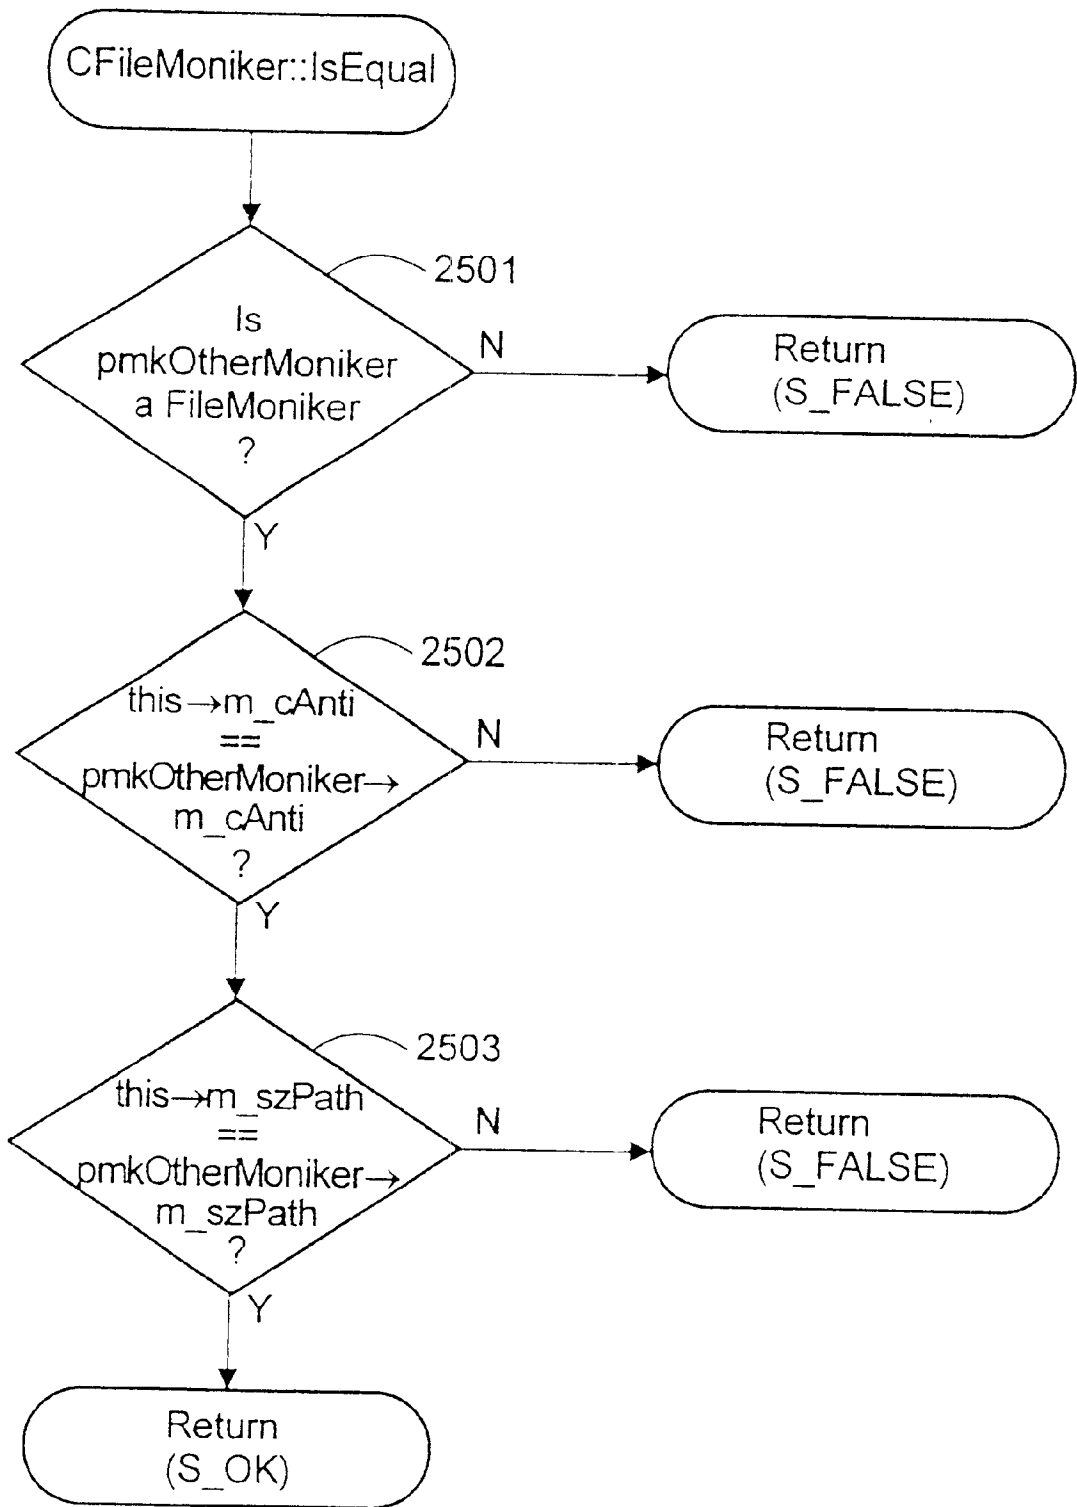 CFileMoniker::IsEqual
2501
Is
pmkOtherMoniker
a FileMoniker
?
N
Return
(S_FALSE)
Y
2502
this→m_cAnti
==
pmkOtherMoniker→
m_cAnti
?
N
Return
(S_FALSE)
Y
2503
this→m_szPath
==
pmkOtherMoniker→
m_szPath
?
N
Return
(S_FALSE)
Y
Return
(S_OK)